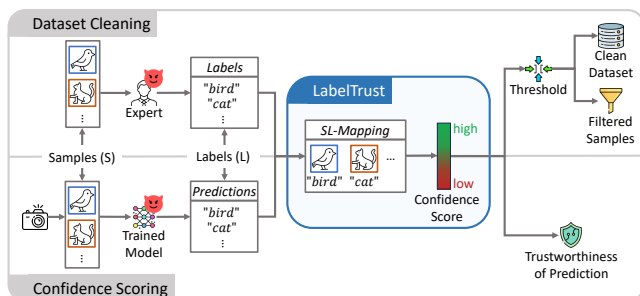 Dataset Cleaning
Expert
Labels
"bird"
"cat"
⋮
Samples (S)
Labels (L)
Trained
Model
Predictions
"bird"
"cat"
⋮
Confidence Scoring
LabelTrust
SL-Mapping
...
"bird" "cat"
high
low
Confidence
Score
Threshold
Clean
Dataset
Filtered
Samples
Trustworthiness
of Prediction